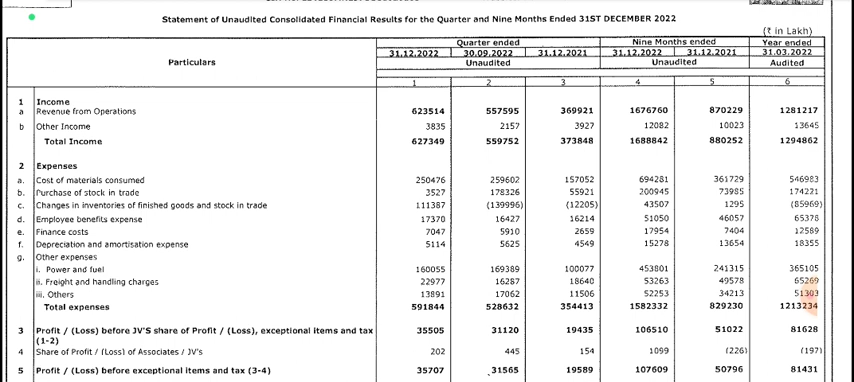 Statement of Unaudited Consolidated Financial Results for the Quarter and Nine Months Ended 31ST DECEMBER 2022
(₹ in Lakh)
Particulars Quarter ended Nine Months ended Year ended
31.12.2022 30.09.2022 31.12.2021 31.12.2022 31.12.2021 31.03.2022
Unaudited Unaudited Audited
1 2 3 4 5 6
1 Income
a Revenue from Operations 623514 557595 369921 1676760 870229 1281217
b Other Income 3835 2157 3927 12082 10023 13645
Total Income 627349 559752 373848 1688842 880252 1294862
2 Expenses
a. Cost of materials consumed 250476 259602 157052 694281 361729 546983
b. Purchase of stock in trade 3527 178326 55921 200945 73985 174221
c. Changes in inventories of finished goods and stock in trade 111387 (139996) (12205) 43507 1295 (85969)
d. Employee benefits expense 17370 16427 16214 51050 46057 65378
e. Finance costs 7047 5910 2659 17954 7404 12589
f. Depreciation and amortisation expense 5114 5625 4549 15278 13654 18355
g. Other expenses
i. Power and fuel 160055 169389 100077 453801 241315 365105
ii. Freight and handling charges 22977 16287 18640 53263 49578 65269
iii. Others 13891 17062 11506 52253 34213 51303
Total expenses 591844 528632 354413 1582332 829230 1213234
3 Profit / (Loss) before JV'S share of Profit / (Loss), exceptional items and tax 35505 31120 19435 106510 51022 81628
(1-2)
4 Share of Profit / (Loss) of Associates / JV's 202 445 154 1099 (226) (197)
5 Profit / (Loss) before exceptional items and tax (3-4) 35707 31565 19589 107609 50796 81431